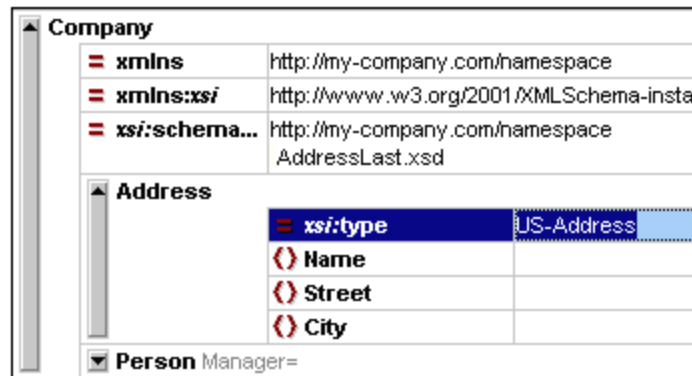 Company
= xmlns http://my-company.com/namespace
= xmlns:xsi http://www.w3.org/2001/XMLSchema-insta
= xsi:schema... http://my-company.com/namespace
AddressLast.xsd
Address
= xsi:type US-Address
{} Name
{} Street
{} City
Person Manager=